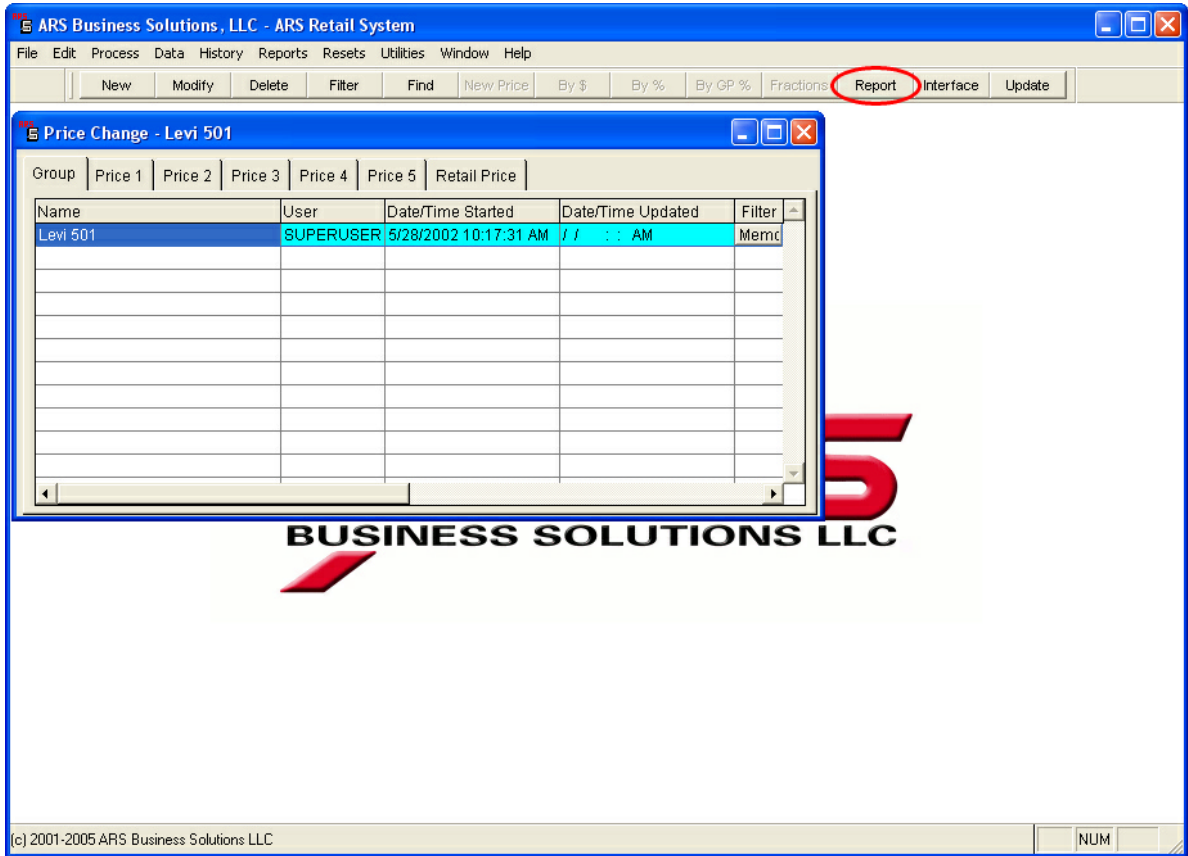 ARS Business Solutions, LLC - ARS Retail System
File Edit Process Data History Reports Resets Utilities Window Help
New Modify Delete Filter Find New Price By $ By % By GP % Fractions Report Interface Update
Price Change - Levi 501
Group Price 1 Price 2 Price 3 Price 4 Price 5 Retail Price
Name User Date/Time Started Date/Time Updated Filter
Levi 501 SUPERUSER 5/28/2002 10:17:31 AM / / : : AM Memo
BUSINESS SOLUTIONS LLC
(c) 2001-2005 ARS Business Solutions LLC NUM